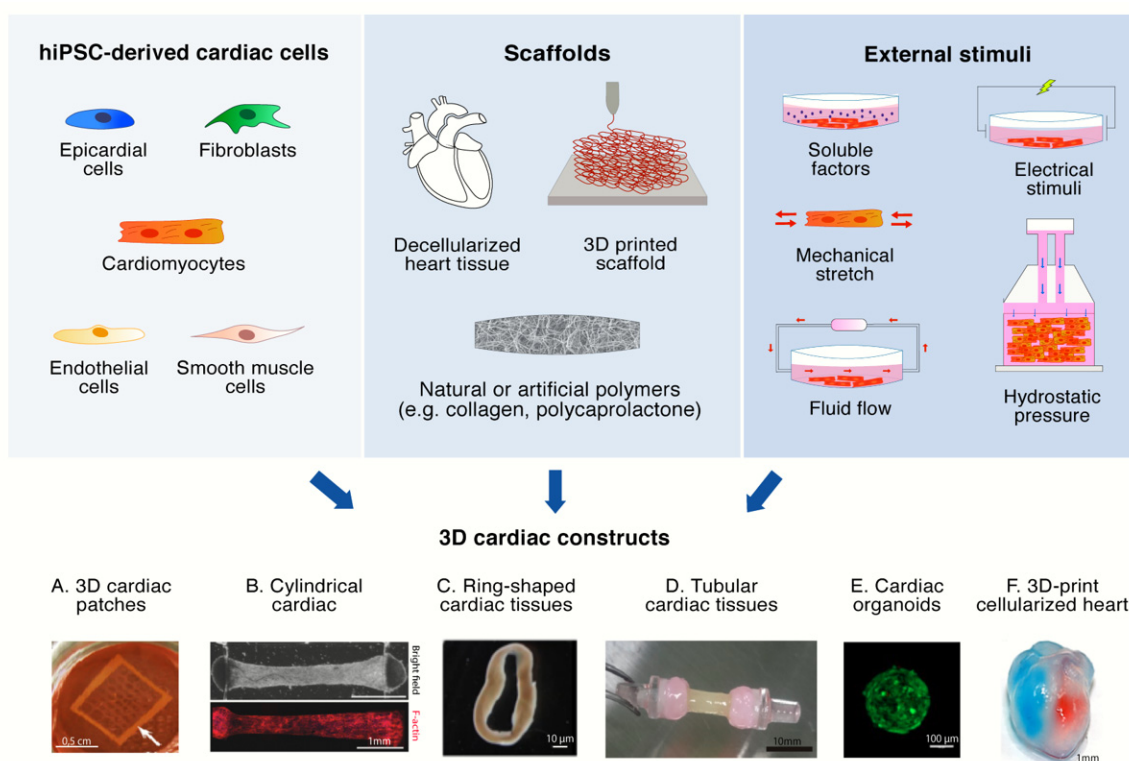 hiPSC-derived cardiac cells
Epicardial
cells
Fibroblasts
Cardiomyocytes
Endothelial
cells
Smooth muscle
cells
Scaffolds
Decellularized
heart tissue
3D printed
scaffold
Natural or artificial polymers
(e.g. collagen, polycaprolactone)
External stimuli
Soluble
factors
Electrical
stimuli
Mechanical
stretch
Fluid flow
Hydrostatic
pressure
3D cardiac constructs
A. 3D cardiac
patches
0.5 cm
B. Cylindrical
cardiac
Bright field
F-actin
1mm
C. Ring-shaped
cardiac tissues
10 µm
D. Tubular
cardiac tissues
10mm
E. Cardiac
organoids
100 µm
F. 3D-print
cellularized heart
1mm